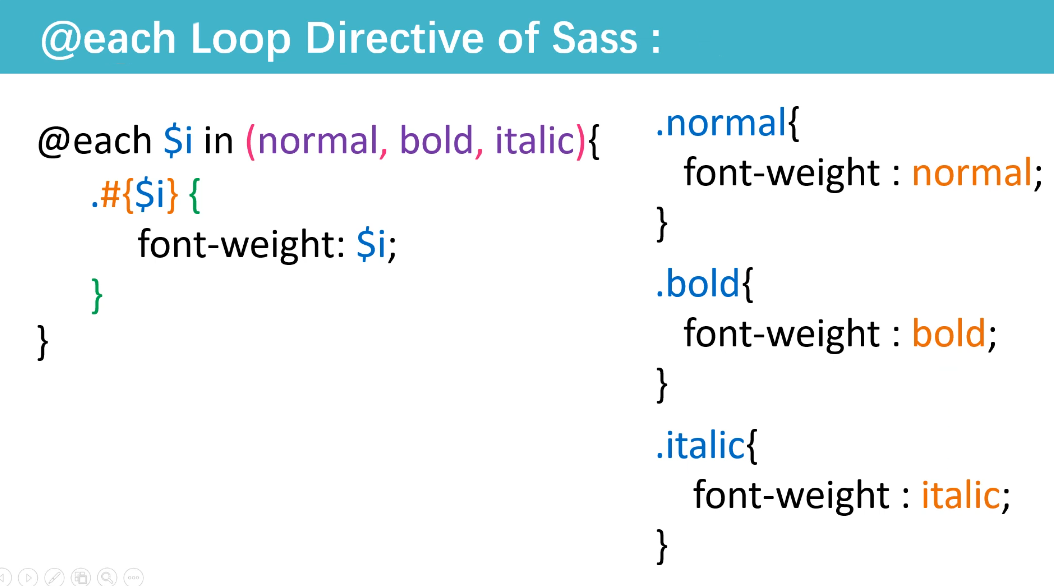 @each Loop Directive of Sass :
@each $i in (normal, bold, italic){
.#{$i} {
font-weight: $i;
}
}
.normal{
font-weight : normal;
}
.bold{
font-weight : bold;
}
.italic{
font-weight : italic;
}